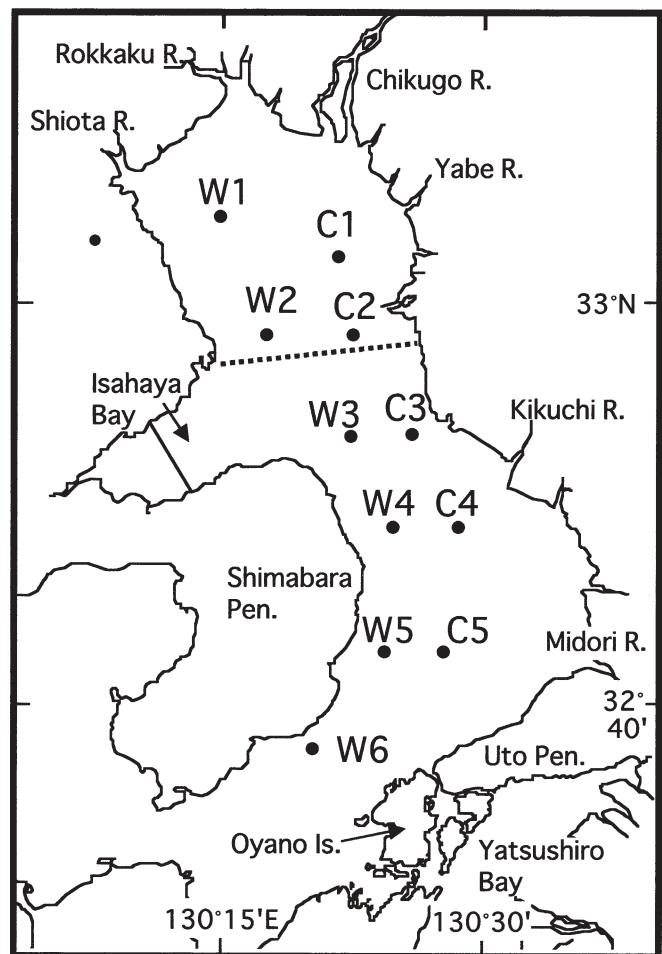 Rokkaku R.
Chikugo R.
Shiota R.
Yabe R.
W1
C1
33°N
W2
C2
Isahaya
Bay
W3
C3
Kikuchi R.
W4
C4
Shimabara
Pen.
W5
C5
Midori R.
32°
40'
W6
Uto Pen.
Oyano Is.
Yatsushiro
Bay
130°15'E
130°30'